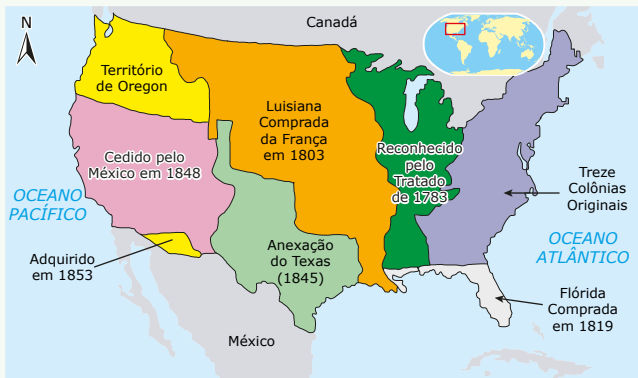 N
Canadá
Território
de Oregon
Luisiana
Comprada
da França
em 1803
Reconhecido
pelo
Tratado
de 1783
Cedido pelo
México em 1848
Treze
Colônias
Originais
OCEANO
PACÍFICO
Adquirido
em 1853
Anexação
do Texas
(1845)
OCEANO
ATLÂNTICO
Flórida
Comprada
em 1819
México